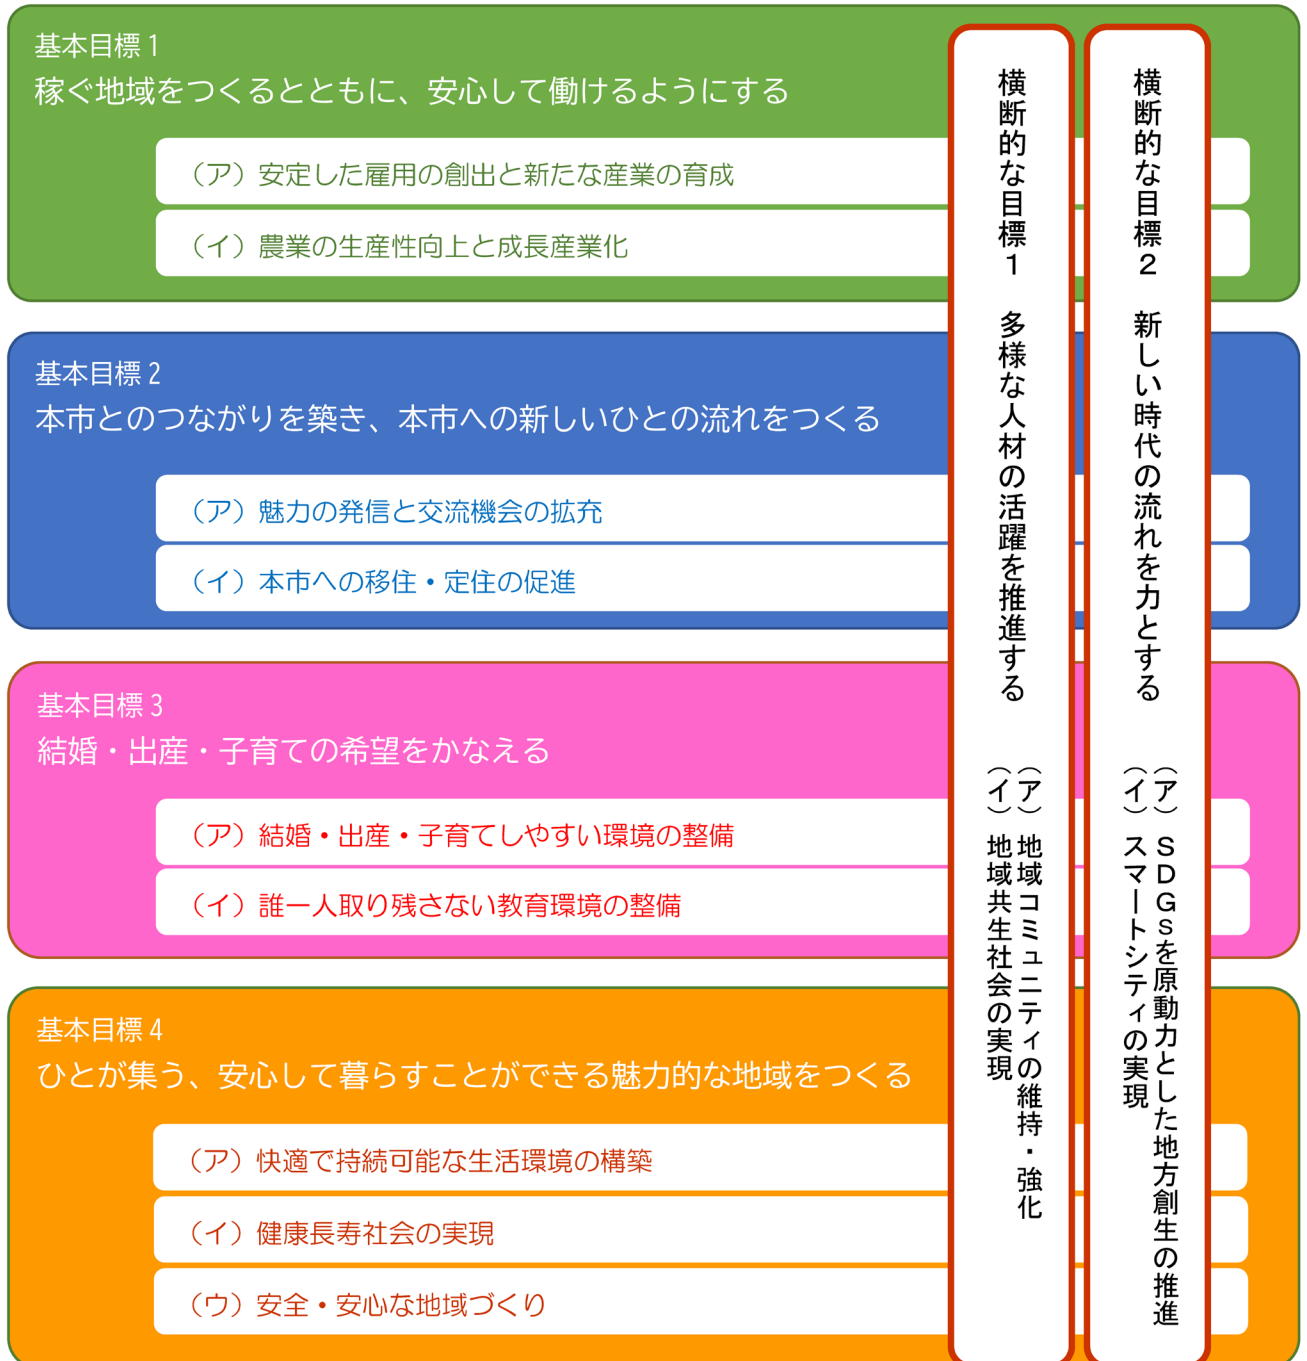 基本目標１
稼ぐ地域をつくるとともに、安心して働けるようにする
（ア）安定した雇用の創出と新たな産業の育成
（イ）農業の生産性向上と成長産業化
基本目標２
本市とのつながりを築き、本市への新しいひとの流れをつくる
（ア）魅力の発信と交流機会の拡充
（イ）本市への移住・定住の促進
基本目標３
結婚・出産・子育ての希望をかなえる
（ア）結婚・出産・子育てしやすい環境の整備
（イ）誰一人取り残さない教育環境の整備
基本目標４
ひとが集う、安心して暮らすことができる魅力的な地域をつくる
（ア）快適で持続可能な生活環境の構築
（イ）健康長寿社会の実現
（ウ）安全・安心な地域づくり
横断的な目標１　多様な人材の活躍を推進する
（ア）地域コミュニティの維持・強化
（イ）地域共生社会の実現
横断的な目標２　新しい時代の流れを力とする
（ア）ＳＤＧｓを原動力とした地方創生の推進
（イ）スマートシティの実現